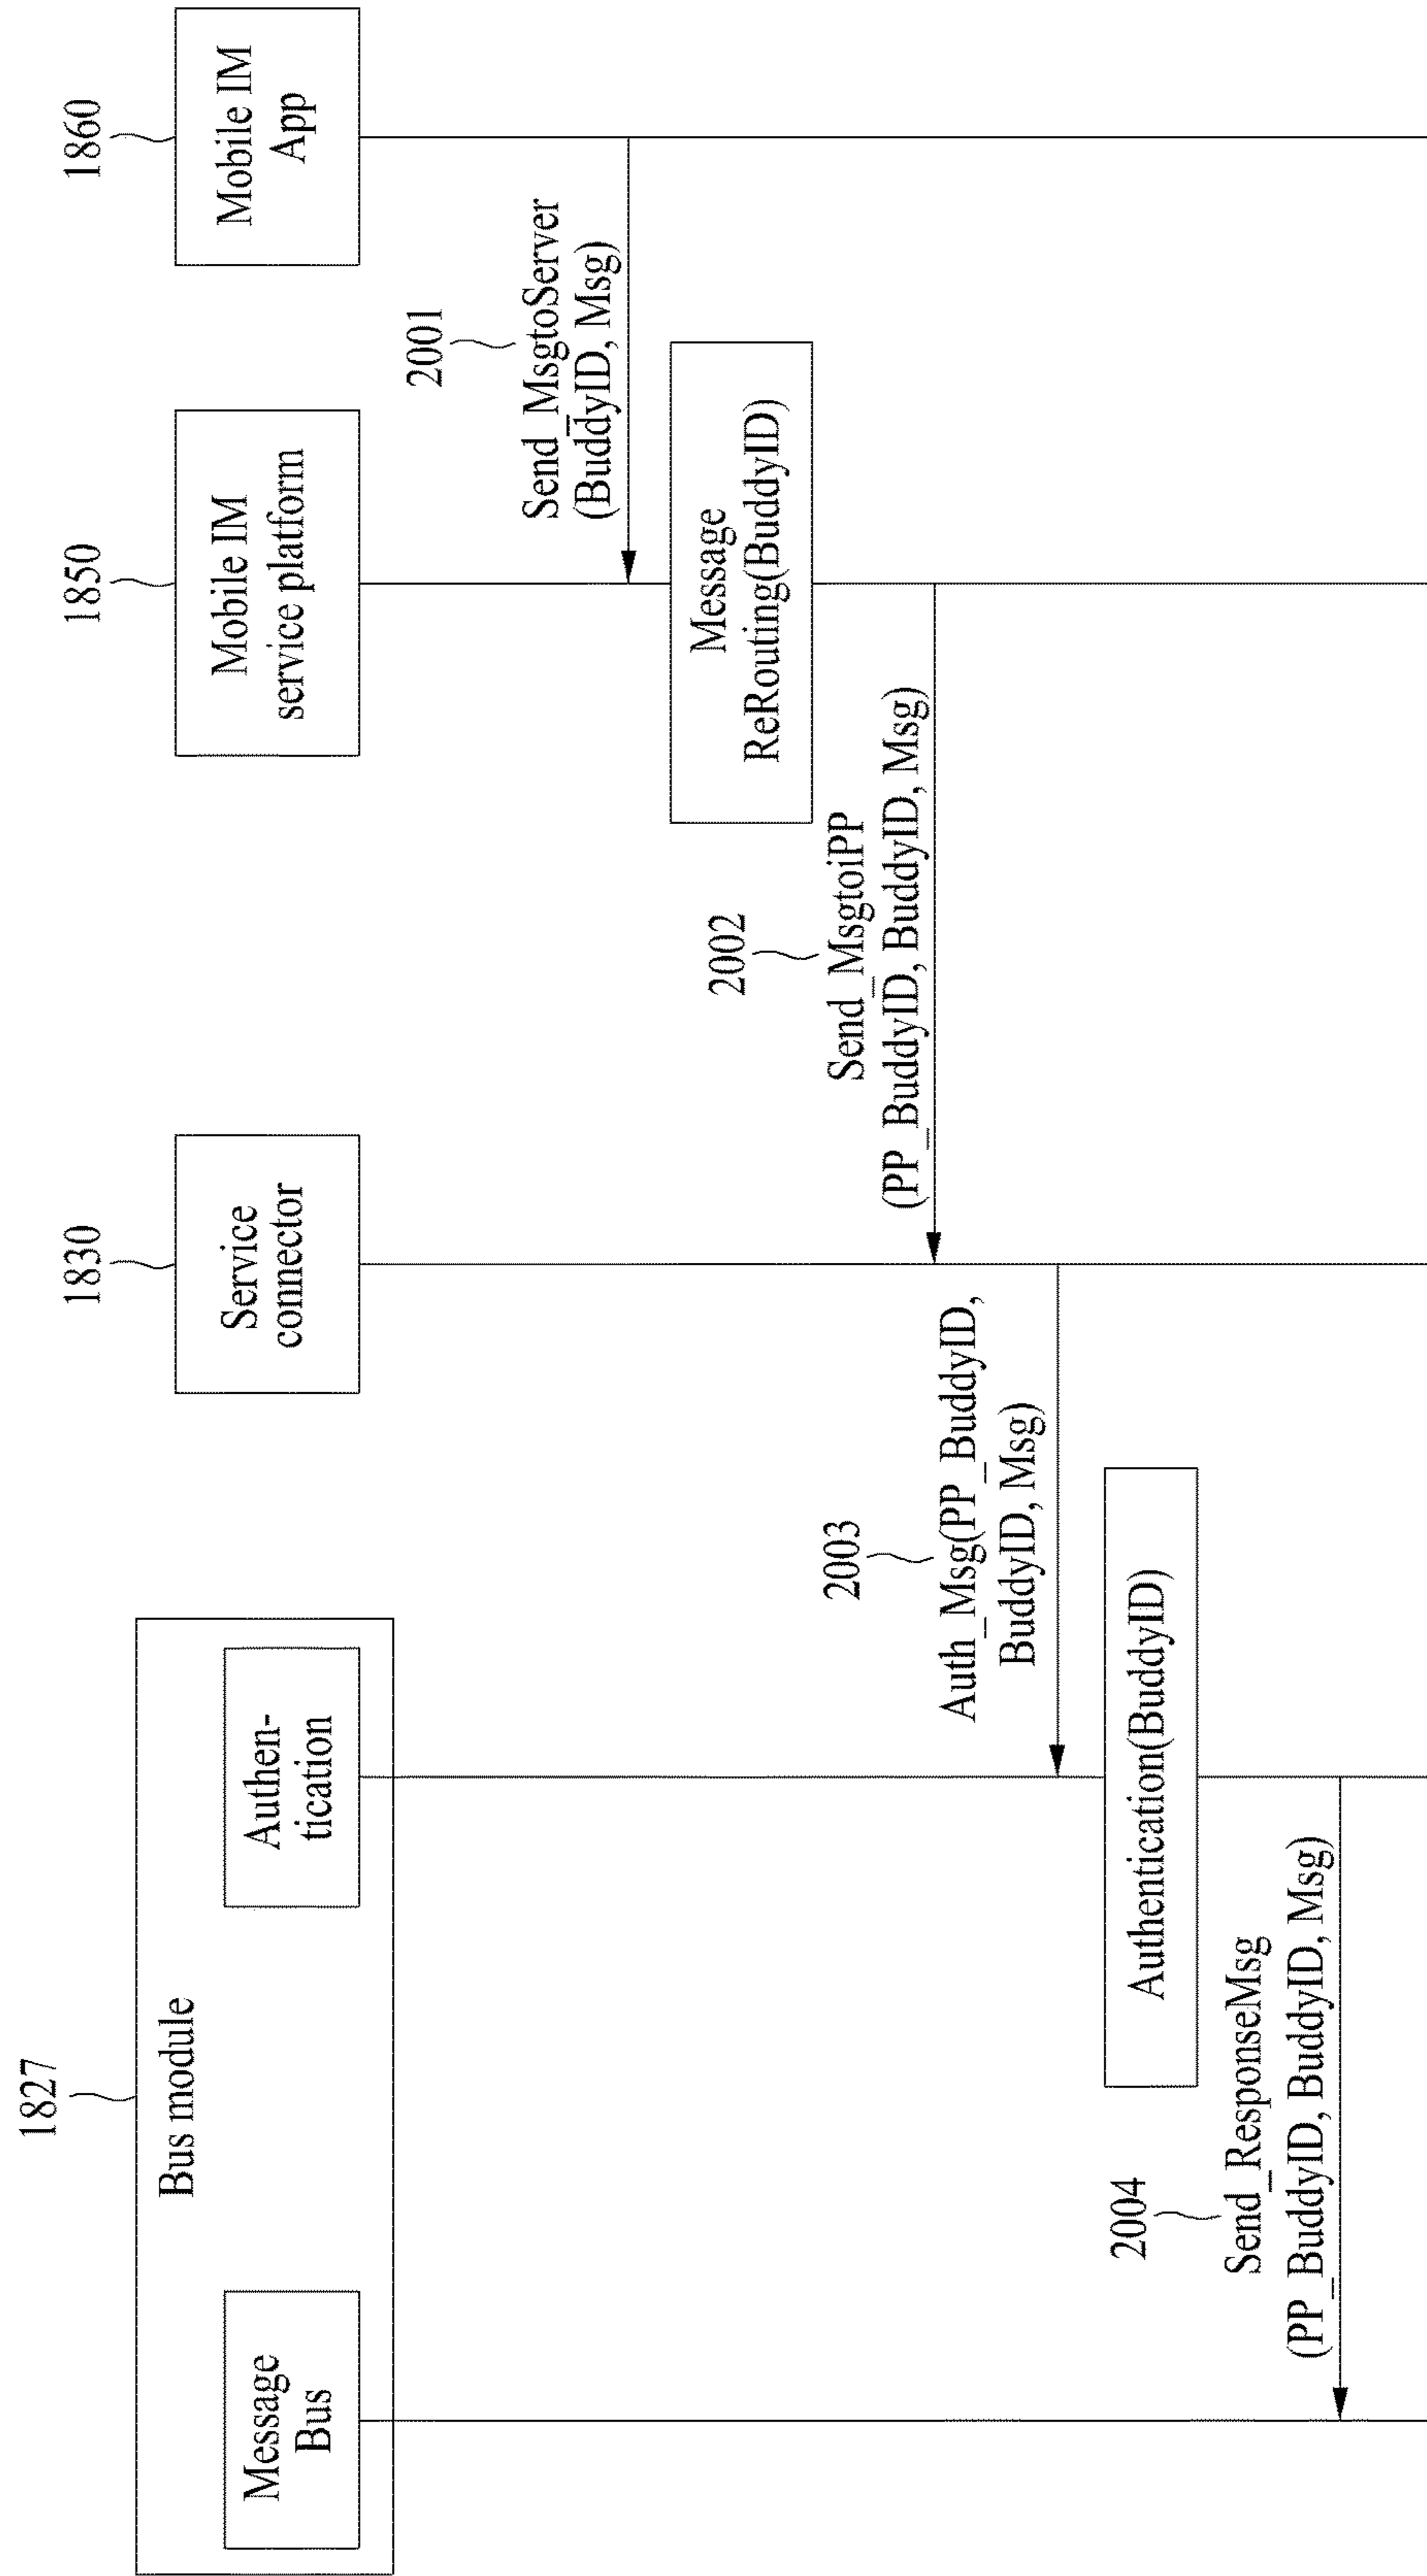 1827
Bus module
Message
Bus
Authen-
tication
1830
Service
connector
1850
Mobile IM
service platform
1860
Mobile IM
App
2001
Send_MsgtoServer
(BuddyID, Msg)
Message
ReRouting(BuddyID)
2002
Send_MsgtoiPP
(PP_BuddyID, BuddyID, Msg)
2003
Auth_Msg(PP_BuddyID,
BuddyID, Msg)
Authentication(BuddyID)
2004
Send_ResponseMsg
(PP_BuddyID, BuddyID, Msg)